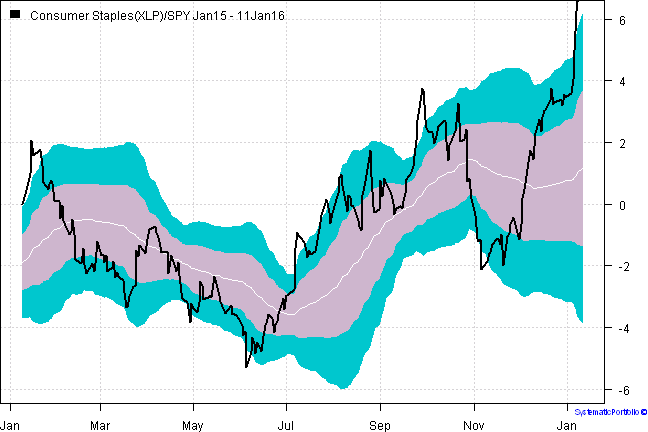 Consumer Staples(XLP)/SPY Jan15 - 11Jan16
6
4
2
0
-2
-4
-6
SystematicPortfolio ©
Jan Mar May Jul Sep Nov Jan